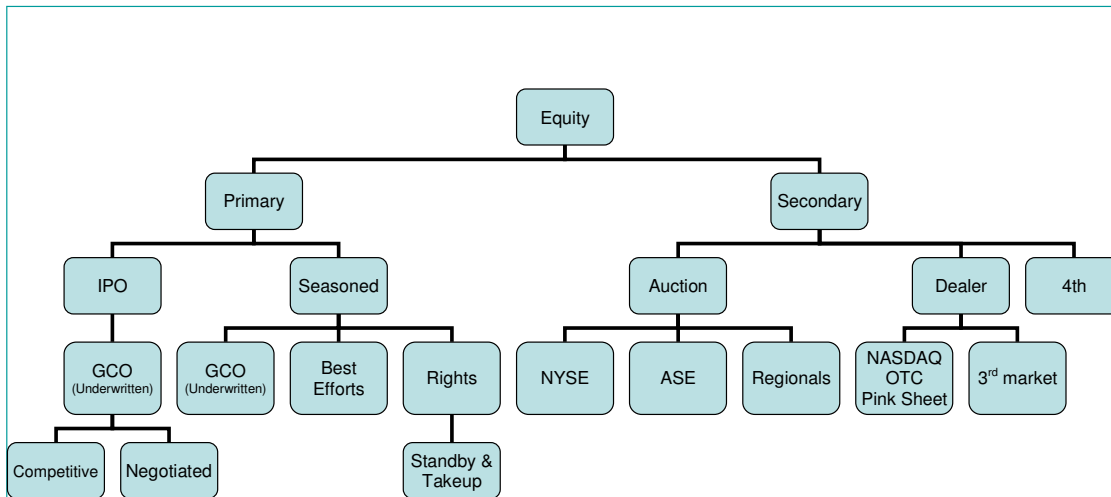 Equity
Primary
Secondary
IPO
Seasoned
Auction
Dealer
4th
GCO
(Underwritten)
GCO
(Underwritten)
Best
Efforts
Rights
NYSE
ASE
Regionals
NASDAQ
OTC
Pink Sheet
3rd market
Competitive
Negotiated
Standby &
Takeup